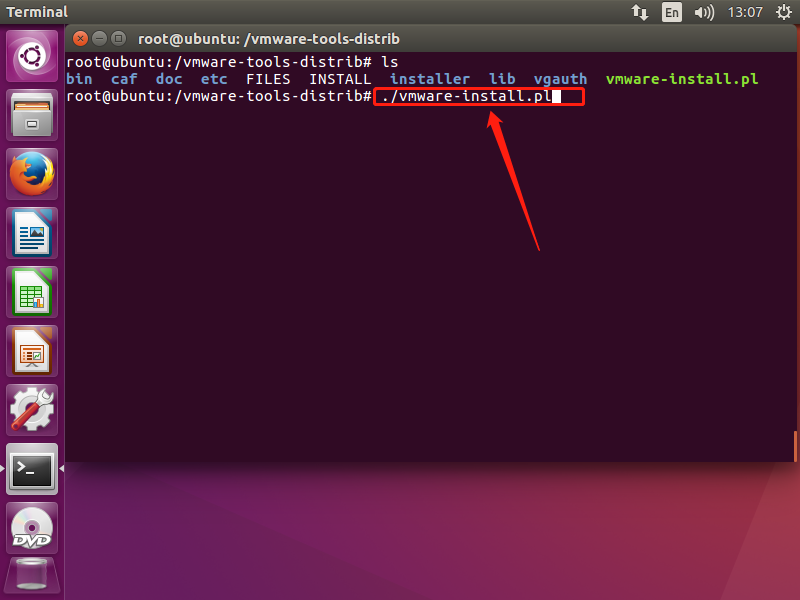 Terminal
En
13:07
root@ubuntu: /vmware-tools-distrib
root@ubuntu:/vmware-tools-distrib# ls
bin caf doc etc FILES INSTALL installer lib vgauth vmware-install.pl
root@ubuntu:/vmware-tools-distrib# ./vmware-install.pl
>_
DVD